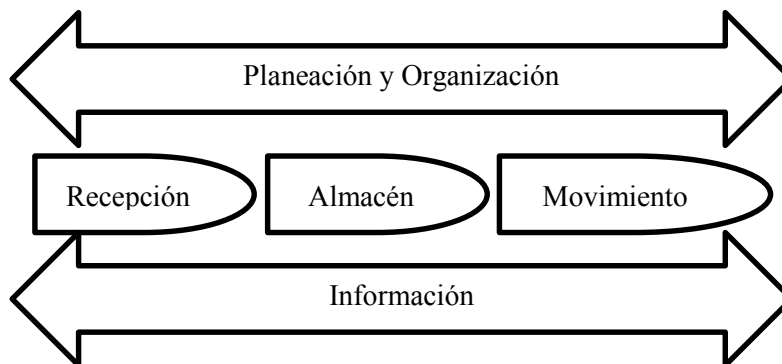 Planeación y Organización
Recepción
Almacén
Movimiento
Información